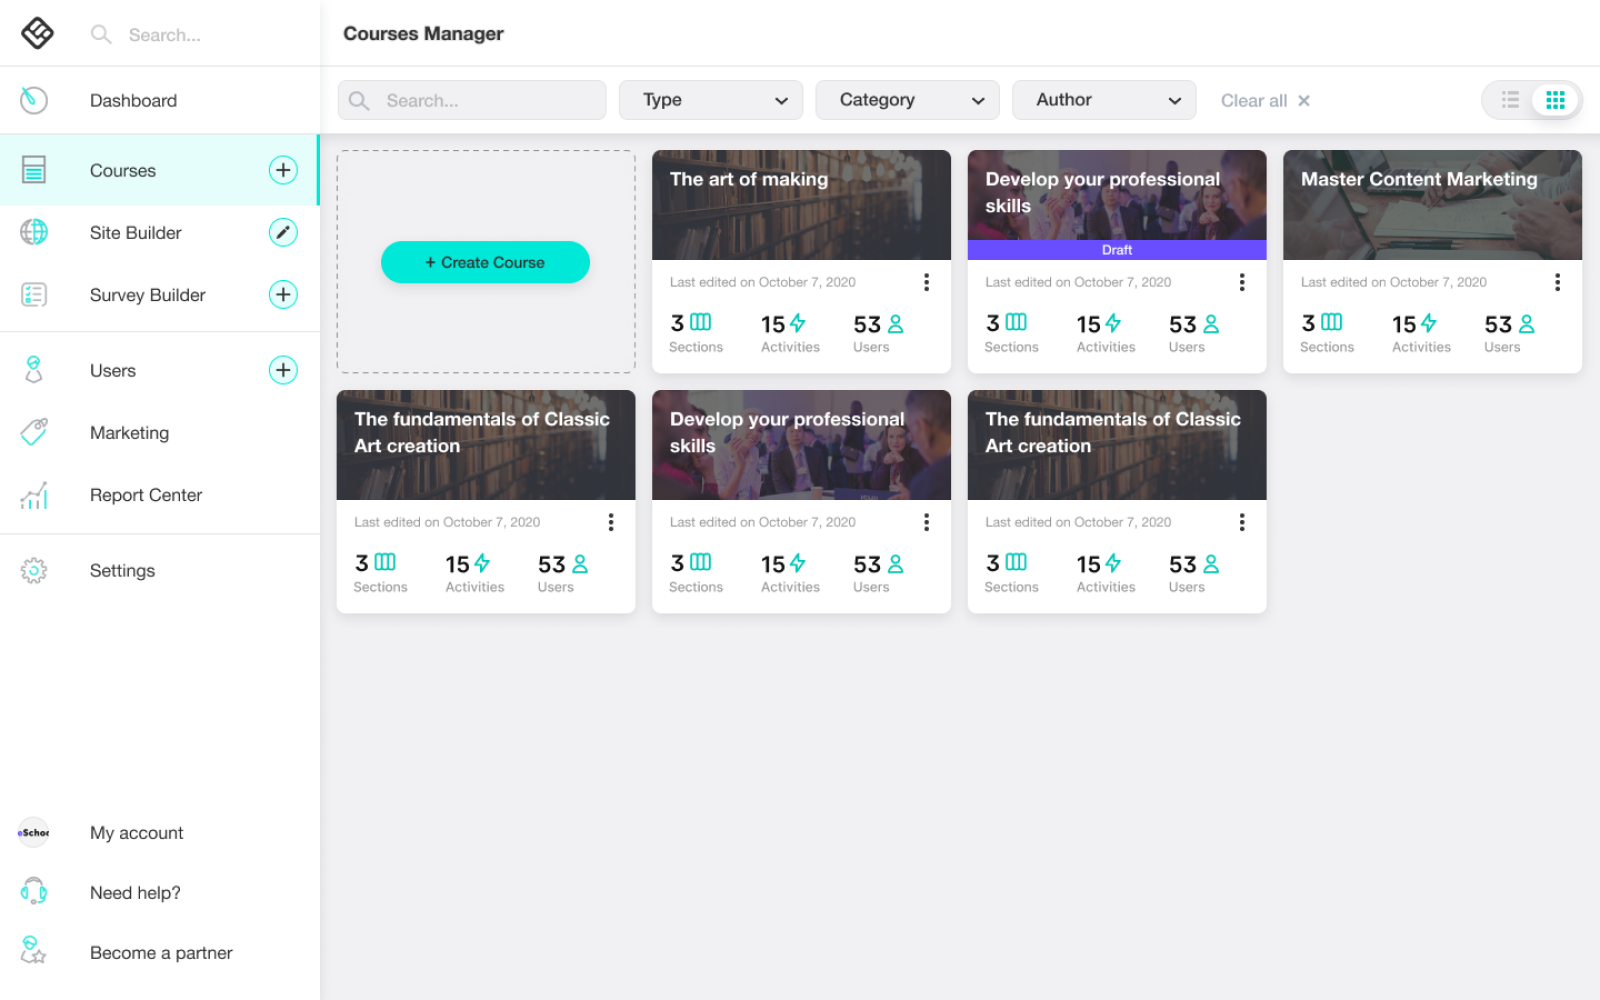 Search...
Courses Manager
Dashboard
Courses
Site Builder
Survey Builder
Users
Marketing
Report Center
Settings
My account
Need help?
Become a partner
Search...
Type
Category
Author
Clear all
+ Create Course
The art of making
Last edited on October 7, 2020
3 15 53
Sections Activities Users
Develop your professional
skills
Draft
Last edited on October 7, 2020
3 15 53
Sections Activities Users
Master Content Marketing
Last edited on October 7, 2020
3 15 53
Sections Activities Users
The fundamentals of Classic
Art creation
Last edited on October 7, 2020
3 15 53
Sections Activities Users
Develop your professional
skills
Last edited on October 7, 2020
3 15 53
Sections Activities Users
The fundamentals of Classic
Art creation
Last edited on October 7, 2020
3 15 53
Sections Activities Users